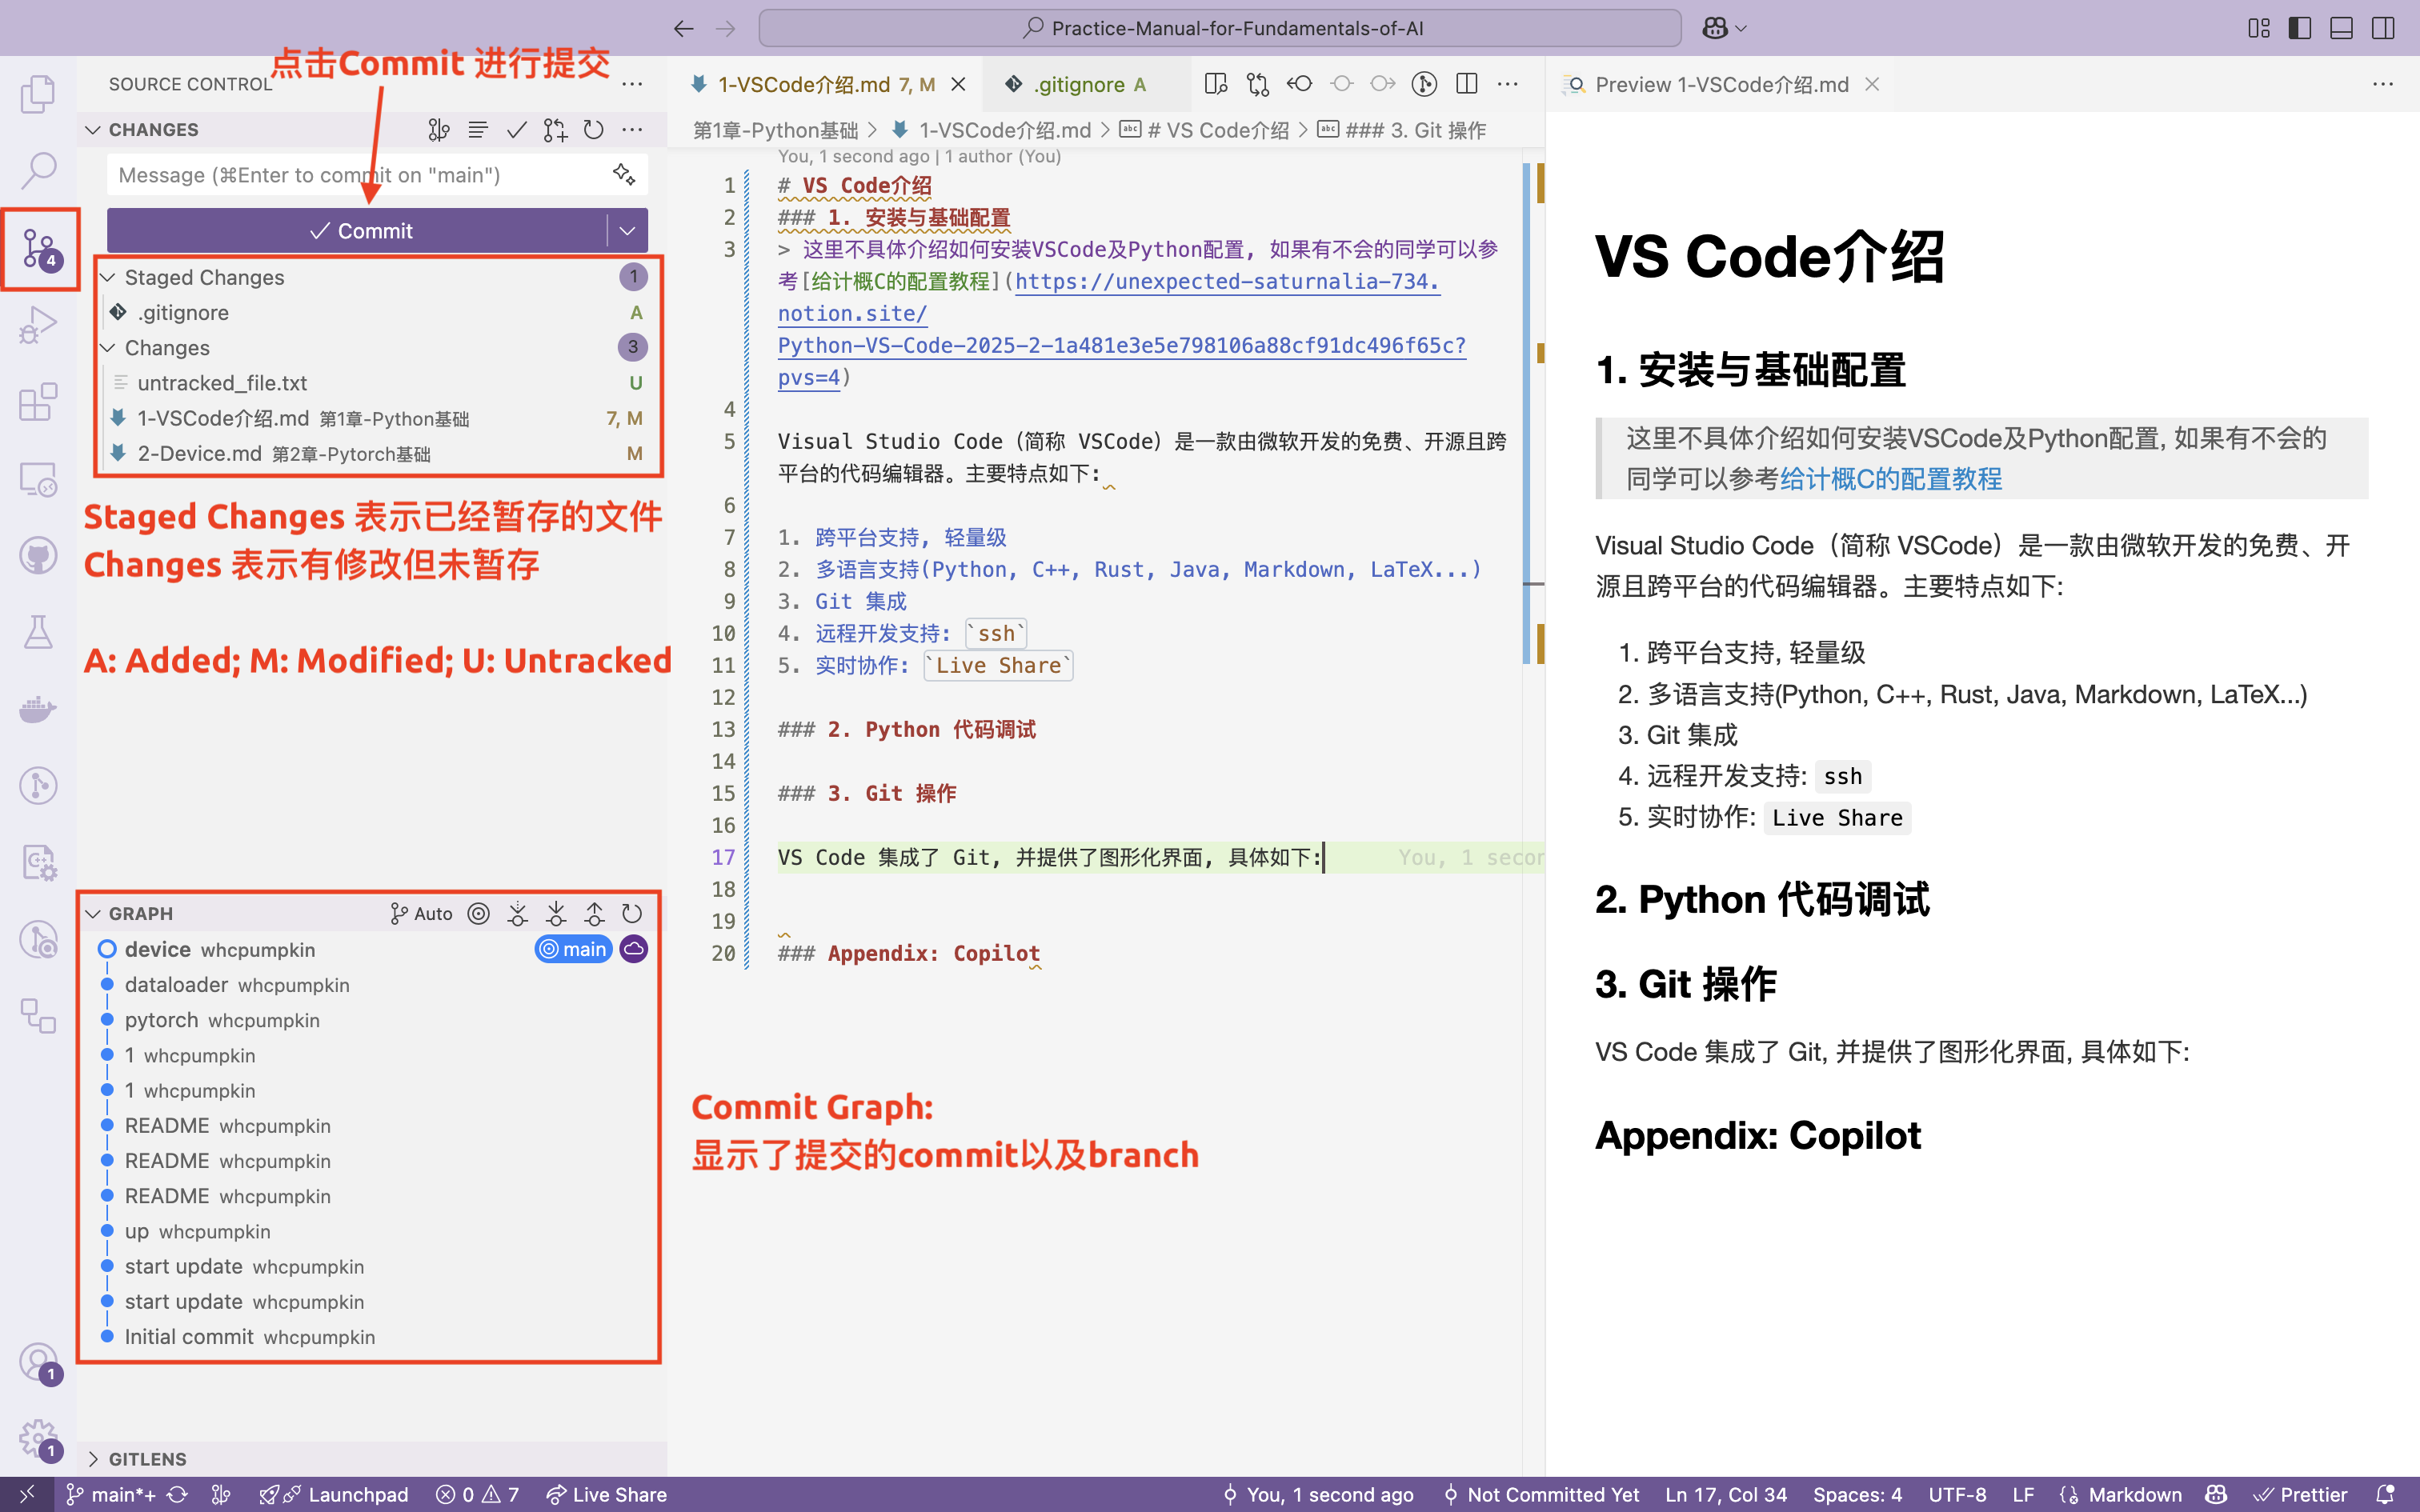 Practice-Manual-for-Fundamentals-of-AI
点击Commit 进行提交
SOURCE CONTROL
CHANGES
Message (⌘Enter to commit on "main")
Commit
4
Staged Changes 1
.gitignore A
Changes 3
untracked_file.txt U
1-VSCode介绍.md 第1章-Python基础 7, M
2-Device.md 第2章-Pytorch基础 M
Staged Changes 表示已经暂存的文件
Changes 表示有修改但未暂存
A: Added; M: Modified; U: Untracked
GRAPH Auto
device whcpumpkin main
dataloader whcpumpkin
pytorch whcpumpkin
1 whcpumpkin
1 whcpumpkin
README whcpumpkin
README whcpumpkin
README whcpumpkin
up whcpumpkin
start update whcpumpkin
start update whcpumpkin
Initial commit whcpumpkin
1
1
GITLENS
1-VSCode介绍.md 7, M
.gitignore A
第1章-Python基础 > 1-VSCode介绍.md > # VS Code介绍 > ### 3. Git 操作
You, 1 second ago | 1 author (You)
1 # VS Code介绍
2 ### 1. 安装与基础配置
3 > 这里不具体介绍如何安装VSCode及Python配置, 如果有不会的同学可以参
考[给计概C的配置教程](https://unexpected-saturnalia-734.
notion.site/
Python-VS-Code-2025-2-1a481e3e5e798106a88cf91dc496f65c?
pvs=4)
4
5 Visual Studio Code（简称 VSCode）是一款由微软开发的免费、开源且跨
平台的代码编辑器。主要特点如下:
6
7 1. 跨平台支持, 轻量级
8 2. 多语言支持(Python, C++, Rust, Java, Markdown, LaTeX...)
9 3. Git 集成
10 4. 远程开发支持: `ssh`
11 5. 实时协作: `Live Share`
12
13 ### 2. Python 代码调试
14
15 ### 3. Git 操作
16
17 VS Code 集成了 Git, 并提供了图形化界面, 具体如下: You, 1 secon
18
19
20 ### Appendix: Copilot
Commit Graph:
显示了提交的commit以及branch
Preview 1-VSCode介绍.md
VS Code介绍
1. 安装与基础配置
这里不具体介绍如何安装VSCode及Python配置, 如果有不会的
同学可以参考给计概C的配置教程
Visual Studio Code（简称 VSCode）是一款由微软开发的免费、开
源且跨平台的代码编辑器。主要特点如下:
1. 跨平台支持, 轻量级
2. 多语言支持(Python, C++, Rust, Java, Markdown, LaTeX...)
3. Git 集成
4. 远程开发支持: ssh
5. 实时协作: Live Share
2. Python 代码调试
3. Git 操作
VS Code 集成了 Git, 并提供了图形化界面, 具体如下:
Appendix: Copilot
main*+ Launchpad 0 7 Live Share You, 1 second ago Not Committed Yet Ln 17, Col 34 Spaces: 4 UTF-8 LF Markdown Prettier